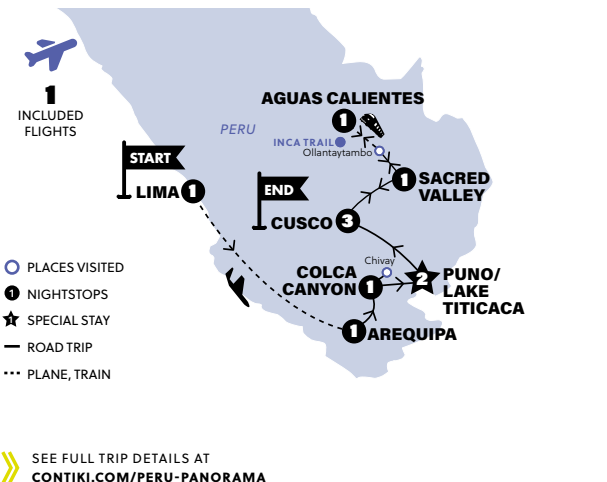 1
INCLUDED
FLIGHTS
PERU
AGUAS CALIENTES
1
INCA TRAIL
Ollantaytambo
START
LIMA 1
1 SACRED
VALLEY
END
CUSCO 3
Chivay
COLCA
CANYON 1
2 PUNO/
LAKE
TITICACA
1 AREQUIPA
PLACES VISITED
1 NIGHTSTOPS
1 SPECIAL STAY
ROAD TRIP
PLANE, TRAIN
SEE FULL TRIP DETAILS AT
CONTIKI.COM/PERU-PANORAMA